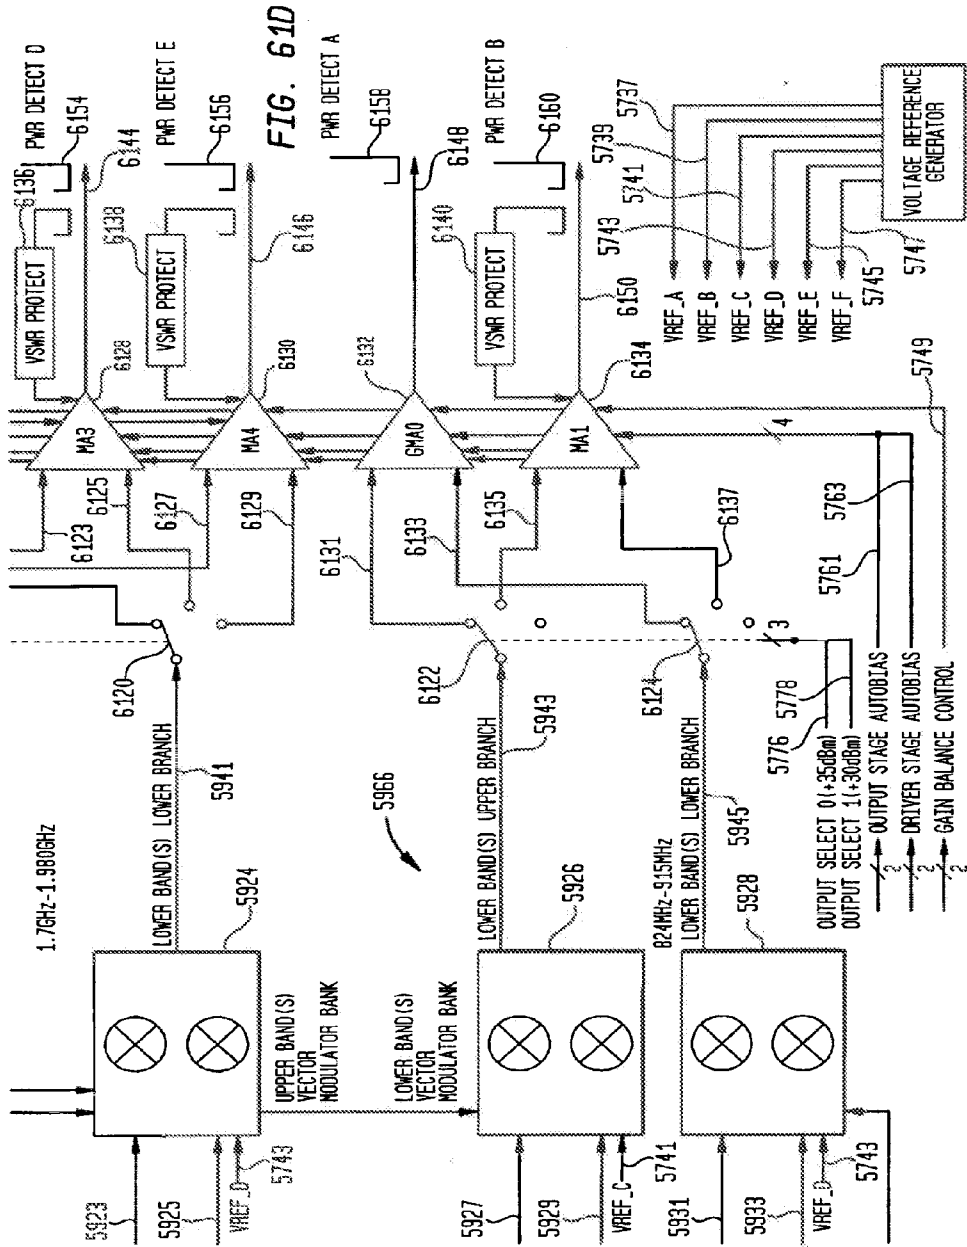 FIG. 61D
PWR DETECT D
6154
6144
6136
VSWR PROTECT
6128
MA3
6125
6123
PWR DETECT E
6156
6138
6146
VSWR PROTECT
6130
MA4
6127
6129
PWR DETECT A
6158
6148
6132
GMA0
6131
6133
PWR DETECT B
6160
6140
6150
VSWR PROTECT
6134
MA1
6135
6137
VOLTAGE REFERENCE
GENERATOR
5737
5739
5741
5743
5745
5747
VREF_A
VREF_B
VREF_C
VREF_D
VREF_E
VREF_F
5749
4
5763
5761
3
5778
5776
6120
6122
OUTPUT SELECT 0(+35dBm)
OUTPUT SELECT 1(+30dBm)
OUTPUT STAGE AUTOBIAS
DRIVER STAGE AUTOBIAS
GAIN BALANCE CONTROL
2
2
2
1.7GHz-1.980GHz
LOWER BAND(S) LOWER BRANCH
5941
5924
5966
LOWER BAND(S) UPPER BRANCH
5943
5926
824MHz-915MHz
LOWER BAND(S) LOWER BRANCH
5945
5928
UPPER BAND(S)
VECTOR
MODULATOR BANK
LOWER BAND(S)
VECTOR
MODULATOR BANK
5923
5925
VREF_D
5743
5927
5929
VREF_C
5741
5931
5933
VREF_D
5743